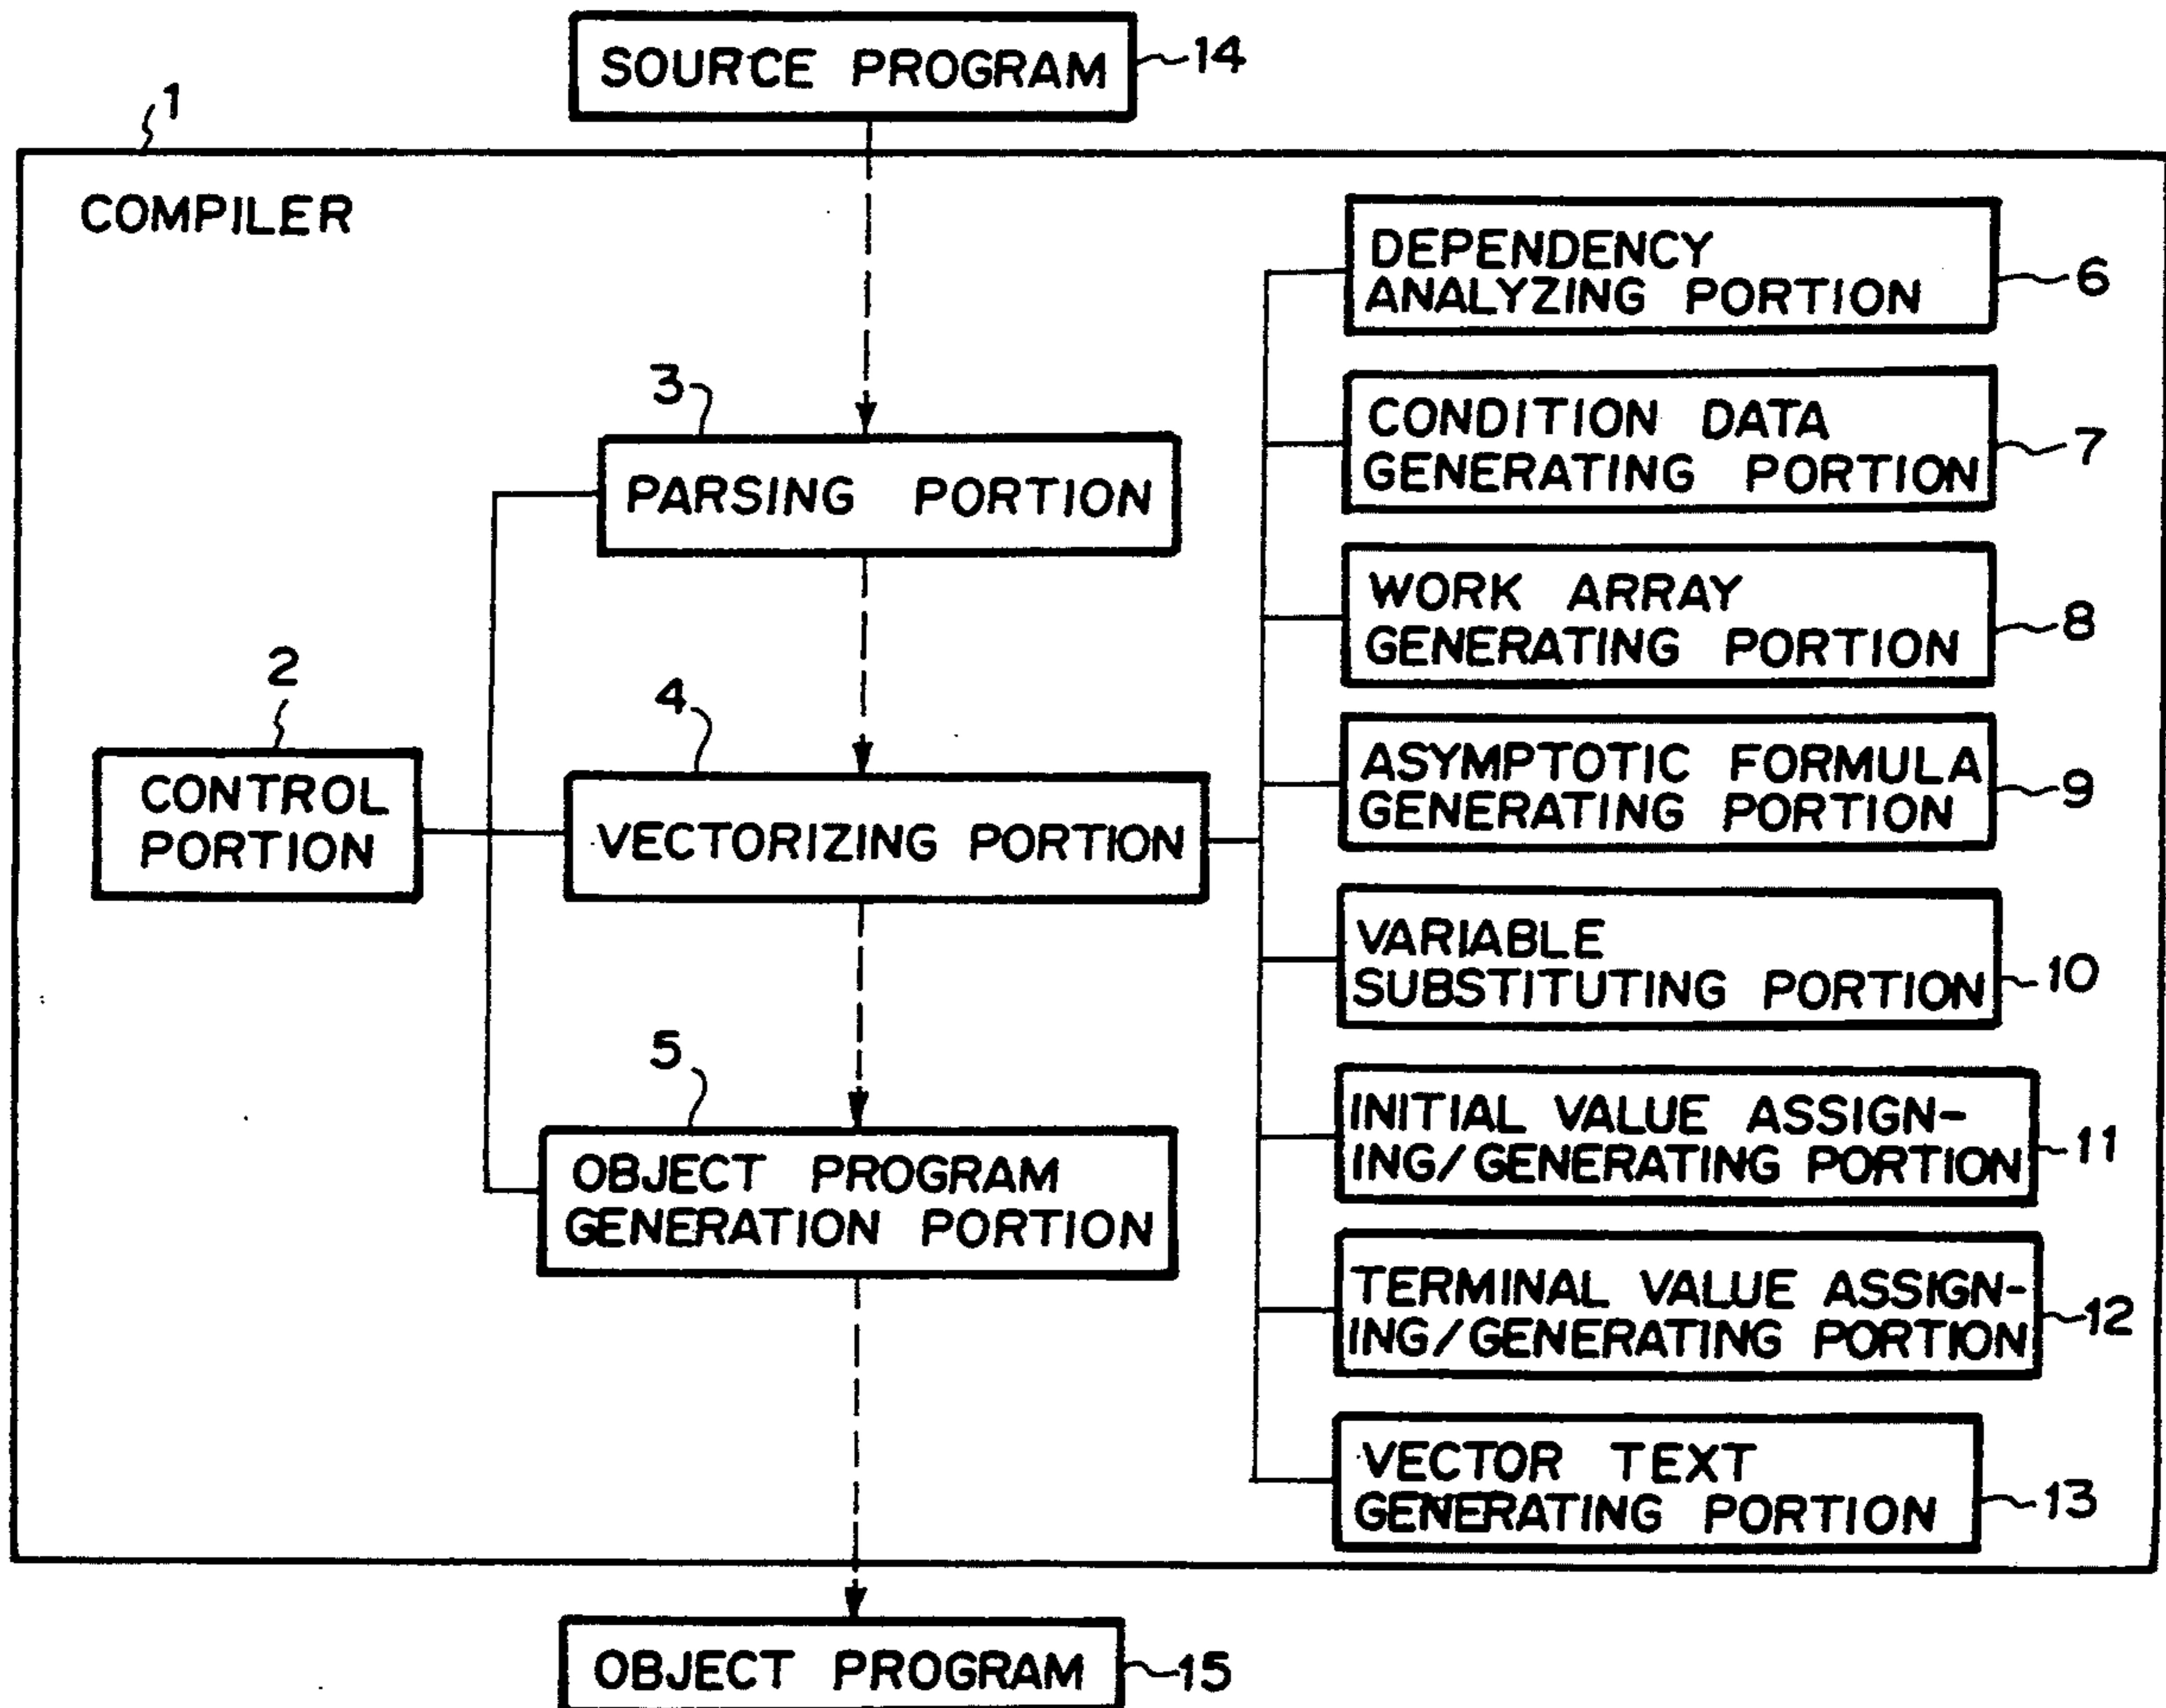 SOURCE PROGRAM
14
1
COMPILER
3
PARSING PORTION
2
CONTROL
PORTION
4
VECTORIZING PORTION
5
OBJECT PROGRAM
GENERATION PORTION
DEPENDENCY
ANALYZING PORTION
6
CONDITION DATA
GENERATING PORTION
7
WORK ARRAY
GENERATING PORTION
8
ASYMPTOTIC FORMULA
GENERATING PORTION
9
VARIABLE
SUBSTITUTING PORTION
10
INITIAL VALUE ASSIGN-
ING/GENERATING PORTION
11
TERMINAL VALUE ASSIGN-
ING/GENERATING PORTION
12
VECTOR TEXT
GENERATING PORTION
13
OBJECT PROGRAM
15